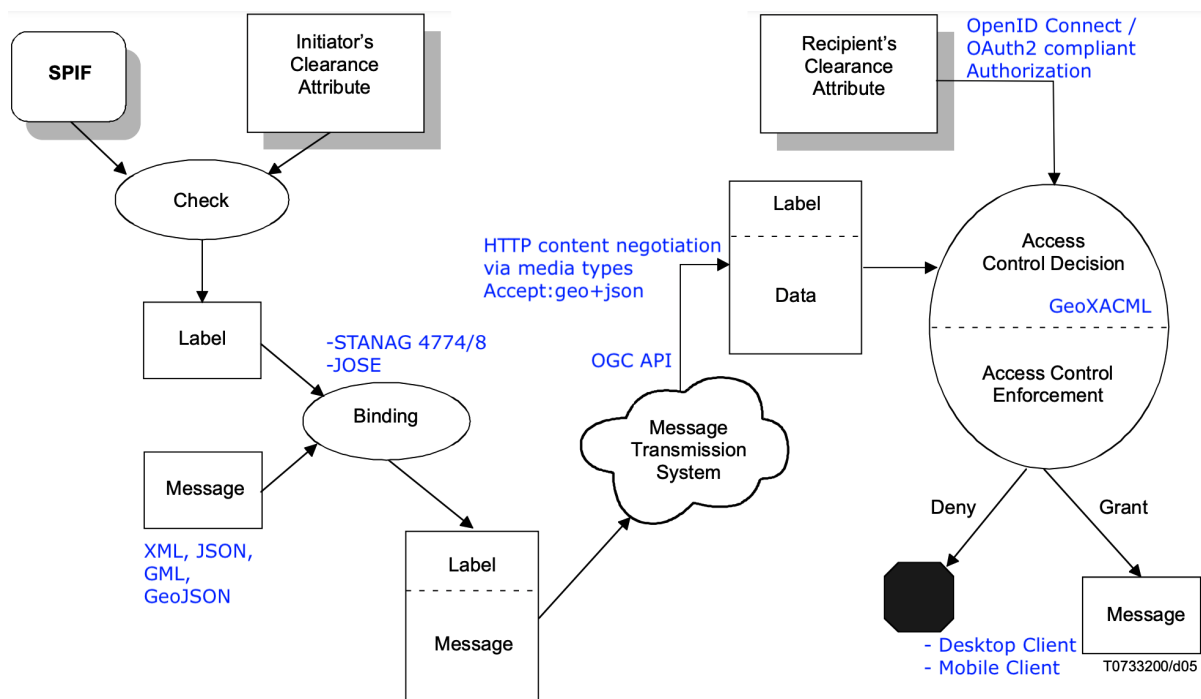 SPIF
Initiator's
Clearance
Attribute
Recipient's
Clearance
Attribute
OpenID Connect /
OAuth2 compliant
Authorization
Check
Label
-STANAG 4774/8
-JOSE
Binding
Message
XML, JSON,
GML,
GeoJSON
Label
Message
Message
Transmission
System
OGC API
HTTP content negotiation
via media types
Accept:geo+json
Label
Data
Access
Control Decision
GeoXACML
Access Control
Enforcement
Deny
Grant
- Desktop Client
- Mobile Client
Message
T0733200/d05